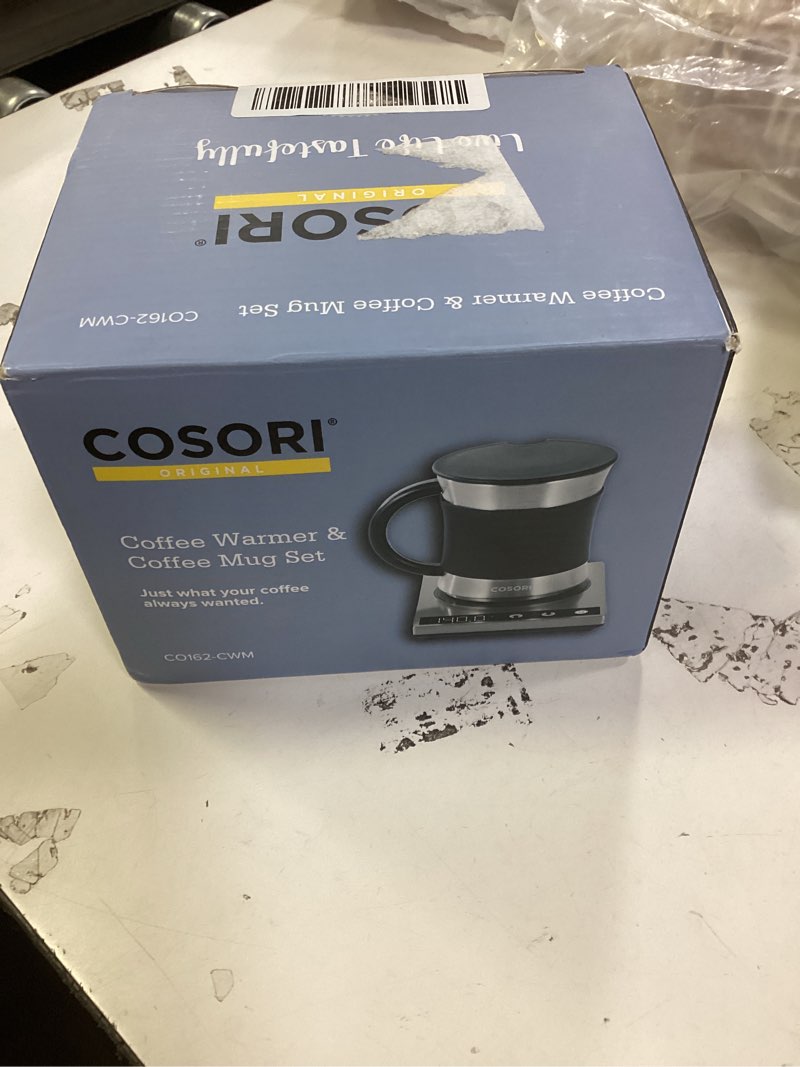 Live Life Tastefully
ORIGINAL
COSORI®
Coffee Warmer & Coffee Mug Set CO162-CWM
COSORI®
ORIGINAL
Coffee Warmer &
Coffee Mug Set
Just what your coffee
always wanted.
CO162-CWM
COSORI